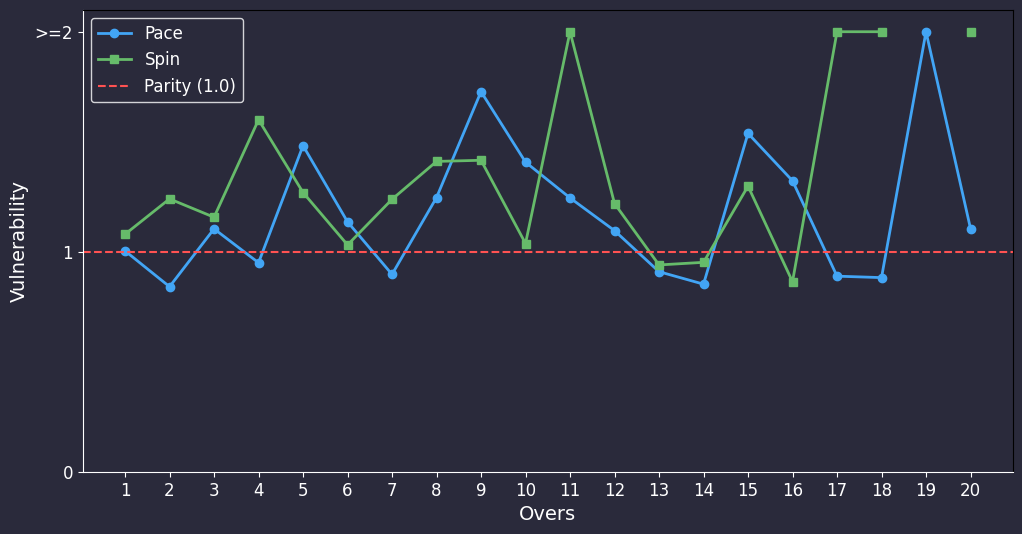 >=2
1
0
Vulnerability
Pace
Spin
Parity (1.0)
1 2 3 4 5 6 7 8 9 10 11 12 13 14 15 16 17 18 19 20
Overs